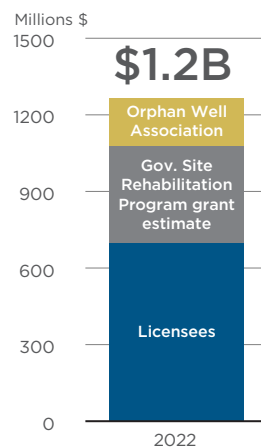 Millions $
1500
$1.2B
1200
Orphan Well
Association
Gov. Site
Rehabilitation
Program grant
estimate
900
600
Licensees
300
0
2022